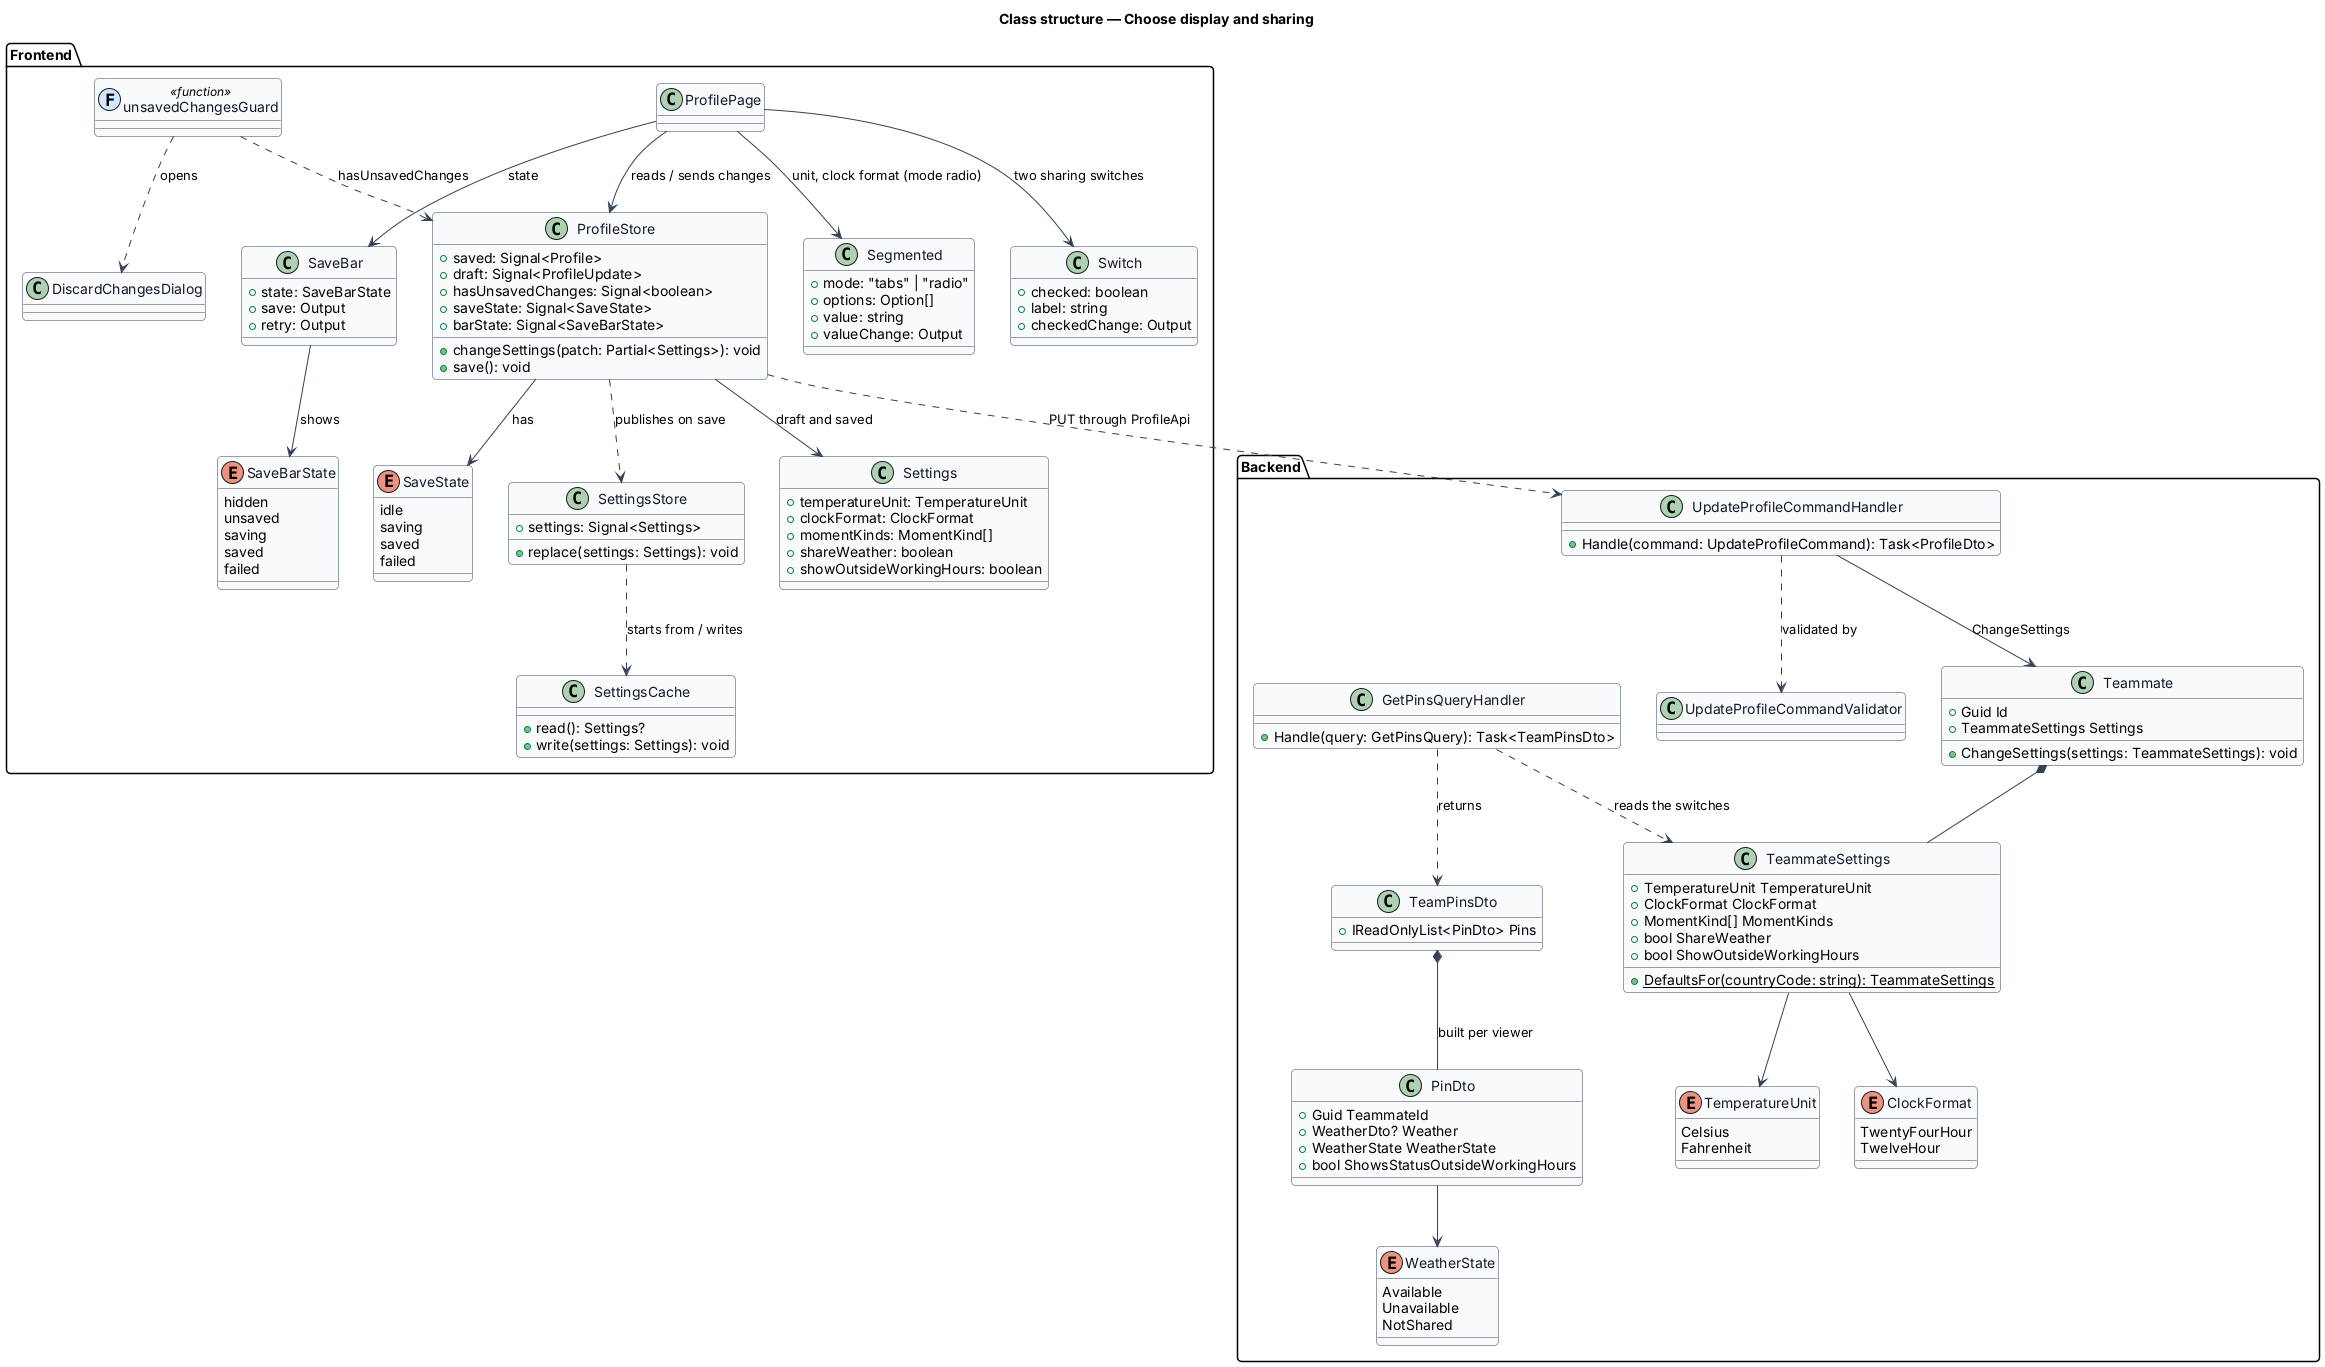 Class structure — Choose display and sharing
Frontend
F
«function»
unsavedChangesGuard
C
ProfilePage
opens
hasUnsavedChanges
state
reads / sends changes
unit, clock format (mode radio)
two sharing switches
C
DiscardChangesDialog
C
SaveBar
state: SaveBarState
save: Output
retry: Output
C
ProfileStore
saved: Signal<Profile>
draft: Signal<ProfileUpdate>
hasUnsavedChanges: Signal<boolean>
saveState: Signal<SaveState>
barState: Signal<SaveBarState>
changeSettings(patch: Partial<Settings>): void
save(): void
C
Segmented
mode: "tabs" | "radio"
options: Option[]
value: string
valueChange: Output
C
Switch
checked: boolean
label: string
checkedChange: Output
shows
has
publishes on save
draft and saved
PUT through ProfileApi
E
SaveBarState
hidden
unsaved
saving
saved
failed
E
SaveState
idle
saving
saved
failed
C
SettingsStore
settings: Signal<Settings>
replace(settings: Settings): void
C
Settings
temperatureUnit: TemperatureUnit
clockFormat: ClockFormat
momentKinds: MomentKind[]
shareWeather: boolean
showOutsideWorkingHours: boolean
starts from / writes
C
SettingsCache
read(): Settings?
write(settings: Settings): void
Backend
C
UpdateProfileCommandHandler
Handle(command: UpdateProfileCommand): Task<ProfileDto>
validated by
ChangeSettings
C
GetPinsQueryHandler
Handle(query: GetPinsQuery): Task<TeamPinsDto>
C
UpdateProfileCommandValidator
C
Teammate
Guid Id
TeammateSettings Settings
ChangeSettings(settings: TeammateSettings): void
returns
reads the switches
C
TeamPinsDto
IReadOnlyList<PinDto> Pins
C
TeammateSettings
TemperatureUnit TemperatureUnit
ClockFormat ClockFormat
MomentKind[] MomentKinds
bool ShareWeather
bool ShowOutsideWorkingHours
DefaultsFor(countryCode: string): TeammateSettings
built per viewer
C
PinDto
Guid TeammateId
WeatherDto? Weather
WeatherState WeatherState
bool ShowsStatusOutsideWorkingHours
E
TemperatureUnit
Celsius
Fahrenheit
E
ClockFormat
TwentyFourHour
TwelveHour
E
WeatherState
Available
Unavailable
NotShared